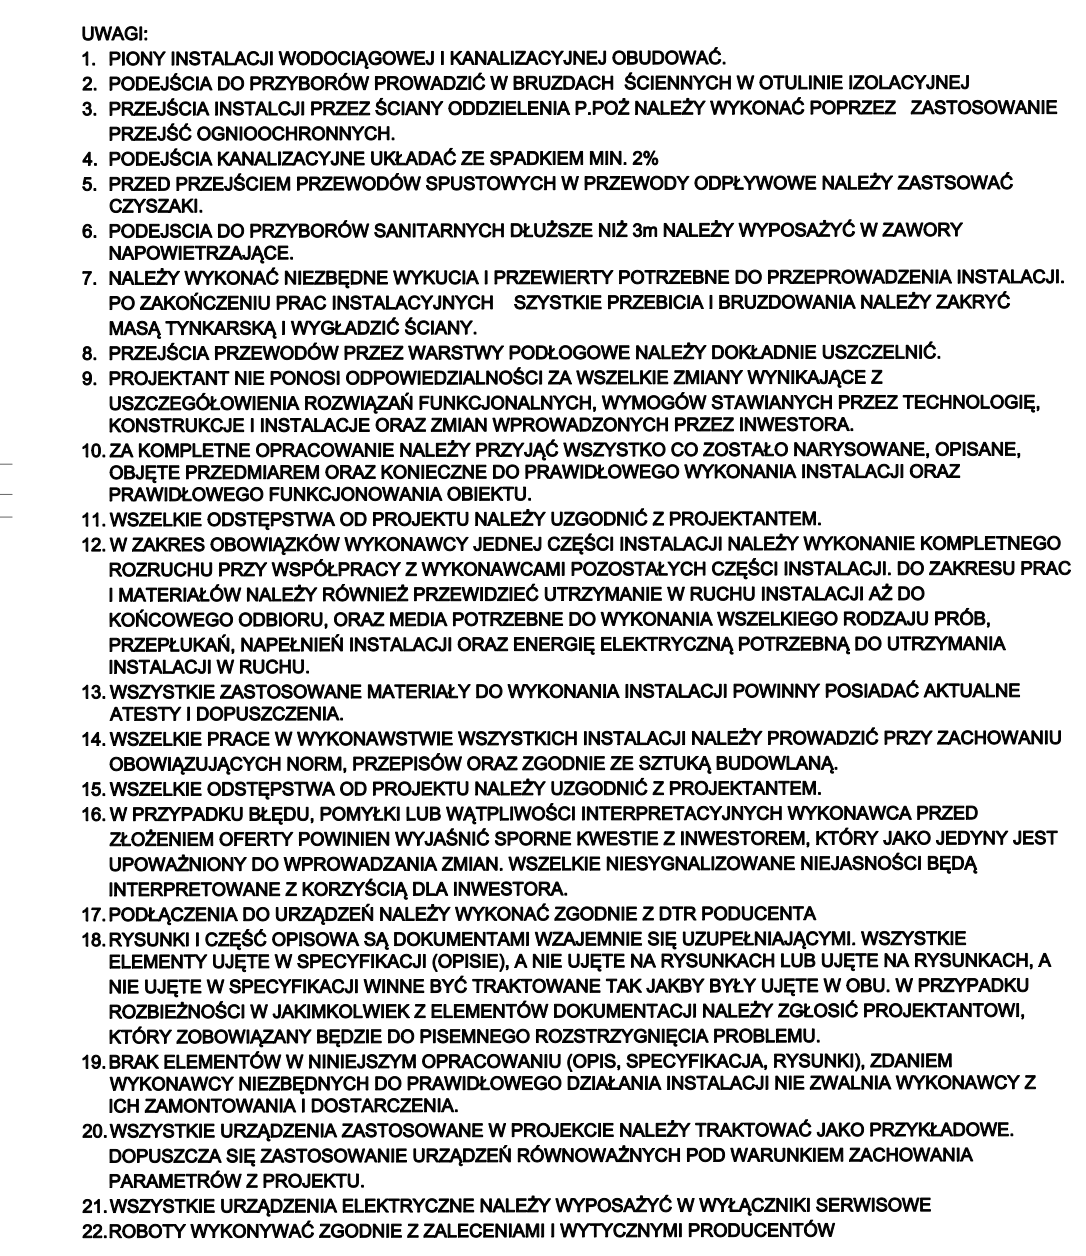 UWAGI:
1. PIONY INSTALACJI WODOCIĄGOWEJ I KANALIZACYJNEJ OBUDOWAĆ.
2. PODEJŚCIA DO PRZYBORÓW PROWADZIĆ W BRUZDACH ŚCIENNYCH W OTULINIE IZOLACYJNEJ
3. PRZEJŚCIA INSTALCJI PRZEZ ŚCIANY ODDZIELENIA P.POŻ NALEŻY WYKONAĆ POPRZEZ ZASTOSOWANIE
PRZEJŚĆ OGNIOOCHRONNYCH.
4. PODEJŚCIA KANALIZACYJNE UKŁADAĆ ZE SPADKIEM MIN. 2%
5. PRZED PRZEJŚCIEM PRZEWODÓW SPUSTOWYCH W PRZEWODY ODPŁYWOWE NALEŻY ZASTSOWAĆ
CZYSZAKI.
6. PODEJSCIA DO PRZYBORÓW SANITARNYCH DŁUŻSZE NIŻ 3m NALEŻY WYPOSAŻYĆ W ZAWORY
NAPOWIETRZAJĄCE.
7. NALEŻY WYKONAĆ NIEZBĘDNE WYKUCIA I PRZEWIERTY POTRZEBNE DO PRZEPROWADZENIA INSTALACJI.
PO ZAKOŃCZENIU PRAC INSTALACYJNYCH SZYSTKIE PRZEBICIA I BRUZDOWANIA NALEŻY ZAKRYĆ
MASĄ TYNKARSKĄ I WYGŁADZIĆ ŚCIANY.
8. PRZEJŚCIA PRZEWODÓW PRZEZ WARSTWY PODŁOGOWE NALEŻY DOKŁADNIE USZCZELNIĆ.
9. PROJEKTANT NIE PONOSI ODPOWIEDZIALNOŚCI ZA WSZELKIE ZMIANY WYNIKAJĄCE Z
USZCZEGÓŁOWIENIA ROZWIĄZAŃ FUNKCJONALNYCH, WYMOGÓW STAWIANYCH PRZEZ TECHNOLOGIĘ,
KONSTRUKCJE I INSTALACJE ORAZ ZMIAN WPROWADZONYCH PRZEZ INWESTORA.
10. ZA KOMPLETNE OPRACOWANIE NALEŻY PRZYJĄĆ WSZYSTKO CO ZOSTAŁO NARYSOWANE, OPISANE,
OBJĘTE PRZEDMIAREM ORAZ KONIECZNE DO PRAWIDŁOWEGO WYKONANIA INSTALACJI ORAZ
PRAWIDŁOWEGO FUNKCJONOWANIA OBIEKTU.
11. WSZELKIE ODSTĘPSTWA OD PROJEKTU NALEŻY UZGODNIĆ Z PROJEKTANTEM.
12. W ZAKRES OBOWIĄZKÓW WYKONAWCY JEDNEJ CZĘŚCI INSTALACJI NALEŻY WYKONANIE KOMPLETNEGO
ROZRUCHU PRZY WSPÓŁPRACY Z WYKONAWCAMI POZOSTAŁYCH CZĘŚCI INSTALACJI. DO ZAKRESU PRAC
I MATERIAŁÓW NALEŻY RÓWNIEŻ PRZEWIDZIEĆ UTRZYMANIE W RUCHU INSTALACJI AŻ DO
KOŃCOWEGO ODBIORU, ORAZ MEDIA POTRZEBNE DO WYKONANIA WSZELKIEGO RODZAJU PRÓB,
PRZEPŁUKAŃ, NAPEŁNIEŃ INSTALACJI ORAZ ENERGIĘ ELEKTRYCZNĄ POTRZEBNĄ DO UTRZYMANIA
INSTALACJI W RUCHU.
13. WSZYSTKIE ZASTOSOWANE MATERIAŁY DO WYKONANIA INSTALACJI POWINNY POSIADAĆ AKTUALNE
ATESTY I DOPUSZCZENIA.
14. WSZELKIE PRACE W WYKONAWSTWIE WSZYSTKICH INSTALACJI NALEŻY PROWADZIĆ PRZY ZACHOWANIU
OBOWIĄZUJĄCYCH NORM, PRZEPISÓW ORAZ ZGODNIE ZE SZTUKĄ BUDOWLANĄ.
15. WSZELKIE ODSTĘPSTWA OD PROJEKTU NALEŻY UZGODNIĆ Z PROJEKTANTEM.
16. W PRZYPADKU BŁĘDU, POMYŁKI LUB WĄTPLIWOŚCI INTERPRETACYJNYCH WYKONAWCA PRZED
ZŁOŻENIEM OFERTY POWINIEN WYJAŚNIĆ SPORNE KWESTIE Z INWESTOREM, KTÓRY JAKO JEDYNY JEST
UPOWAŻNIONY DO WPROWADZANIA ZMIAN. WSZELKIE NIESYGNALIZOWANE NIEJASNOŚCI BĘDĄ
INTERPRETOWANE Z KORZYŚCIĄ DLA INWESTORA.
17. PODŁĄCZENIA DO URZĄDZEŃ NALEŻY WYKONAĆ ZGODNIE Z DTR PODUCENTA
18. RYSUNKI I CZĘŚĆ OPISOWA SĄ DOKUMENTAMI WZAJEMNIE SIĘ UZUPEŁNIAJĄCYMI. WSZYSTKIE
ELEMENTY UJĘTE W SPECYFIKACJI (OPISIE), A NIE UJĘTE NA RYSUNKACH LUB UJĘTE NA RYSUNKACH, A
NIE UJĘTE W SPECYFIKACJI WINNE BYĆ TRAKTOWANE TAK JAKBY BYŁY UJĘTE W OBU. W PRZYPADKU
ROZBIEŻNOŚCI W JAKIMKOLWIEK Z ELEMENTÓW DOKUMENTACJI NALEŻY ZGŁOSIĆ PROJEKTANTOWI,
KTÓRY ZOBOWIĄZANY BĘDZIE DO PISEMNEGO ROZSTRZYGNIĘCIA PROBLEMU.
19. BRAK ELEMENTÓW W NINIEJSZYM OPRACOWANIU (OPIS, SPECYFIKACJA, RYSUNKI), ZDANIEM
WYKONAWCY NIEZBĘDNYCH DO PRAWIDŁOWEGO DZIAŁANIA INSTALACJI NIE ZWALNIA WYKONAWCY Z
ICH ZAMONTOWANIA I DOSTARCZENIA.
20. WSZYSTKIE URZĄDZENIA ZASTOSOWANE W PROJEKCIE NALEŻY TRAKTOWAĆ JAKO PRZYKŁADOWE.
DOPUSZCZA SIĘ ZASTOSOWANIE URZĄDZEŃ RÓWNOWAŻNYCH POD WARUNKIEM ZACHOWANIA
PARAMETRÓW Z PROJEKTU.
21. WSZYSTKIE URZĄDZENIA ELEKTRYCZNE NALEŻY WYPOSAŻYĆ W WYŁĄCZNIKI SERWISOWE
22. ROBOTY WYKONYWAĆ ZGODNIE Z ZALECENIAMI I WYTYCZNYMI PRODUCENTÓW